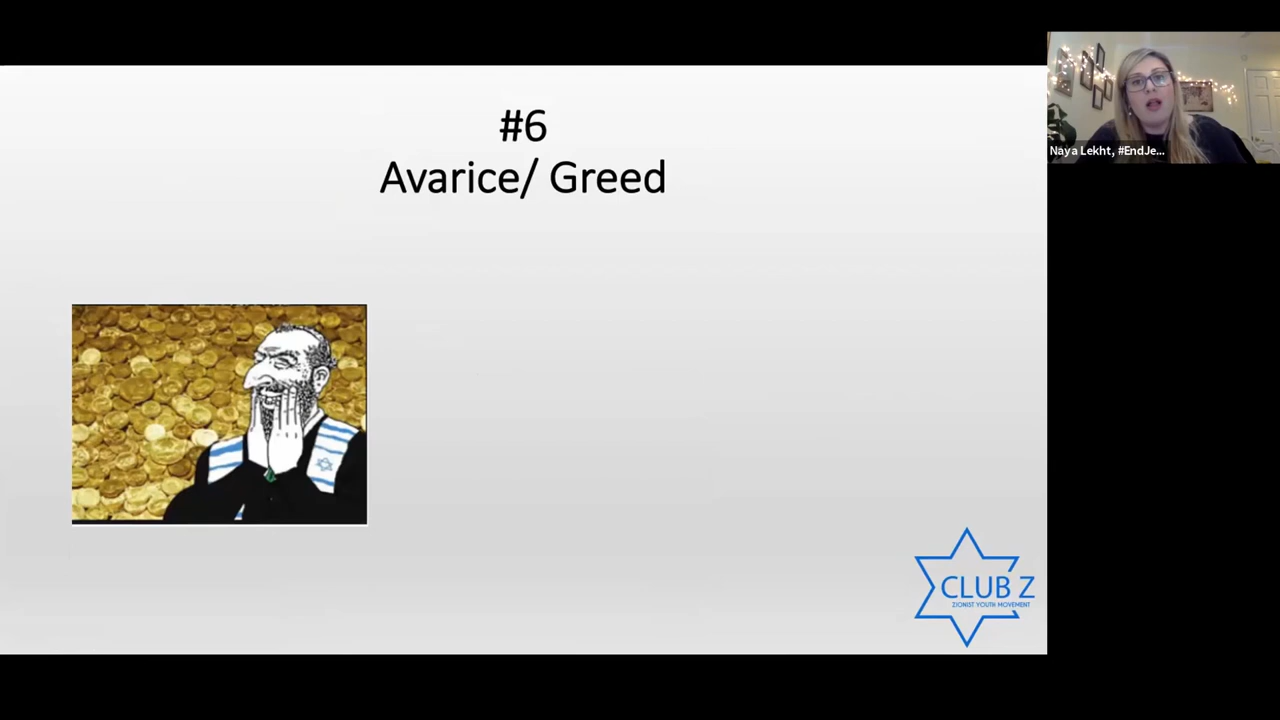 #6
Avarice/ Greed
Naya Lekht, #EndJe...
CLUB Z
ZIONIST YOUTH MOVEMENT